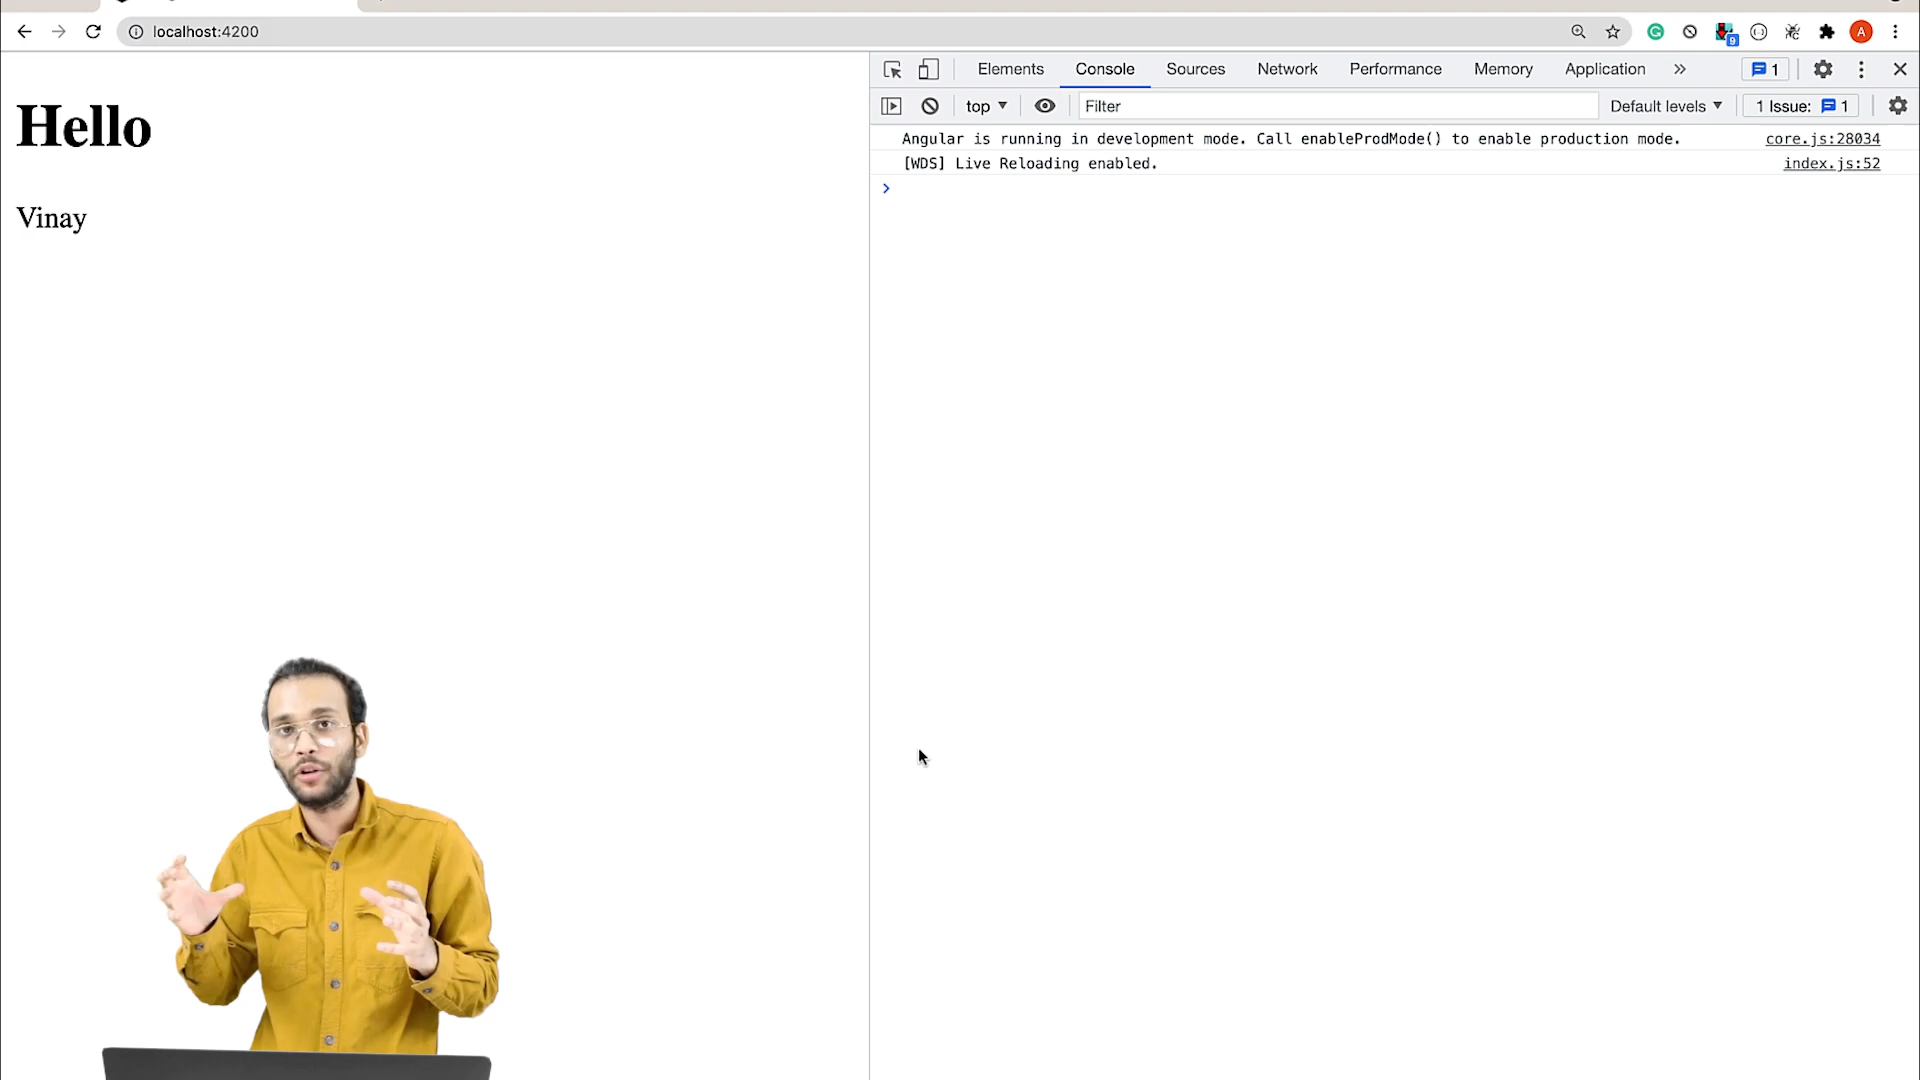 localhost:4200
9
A
Elements Console Sources Network Performance Memory Application » 1
top Filter Default levels 1 Issue: 1
Hello
Vinay
Angular is running in development mode. Call enableProdMode() to enable production mode. core.js:28034
[WDS] Live Reloading enabled. index.js:52